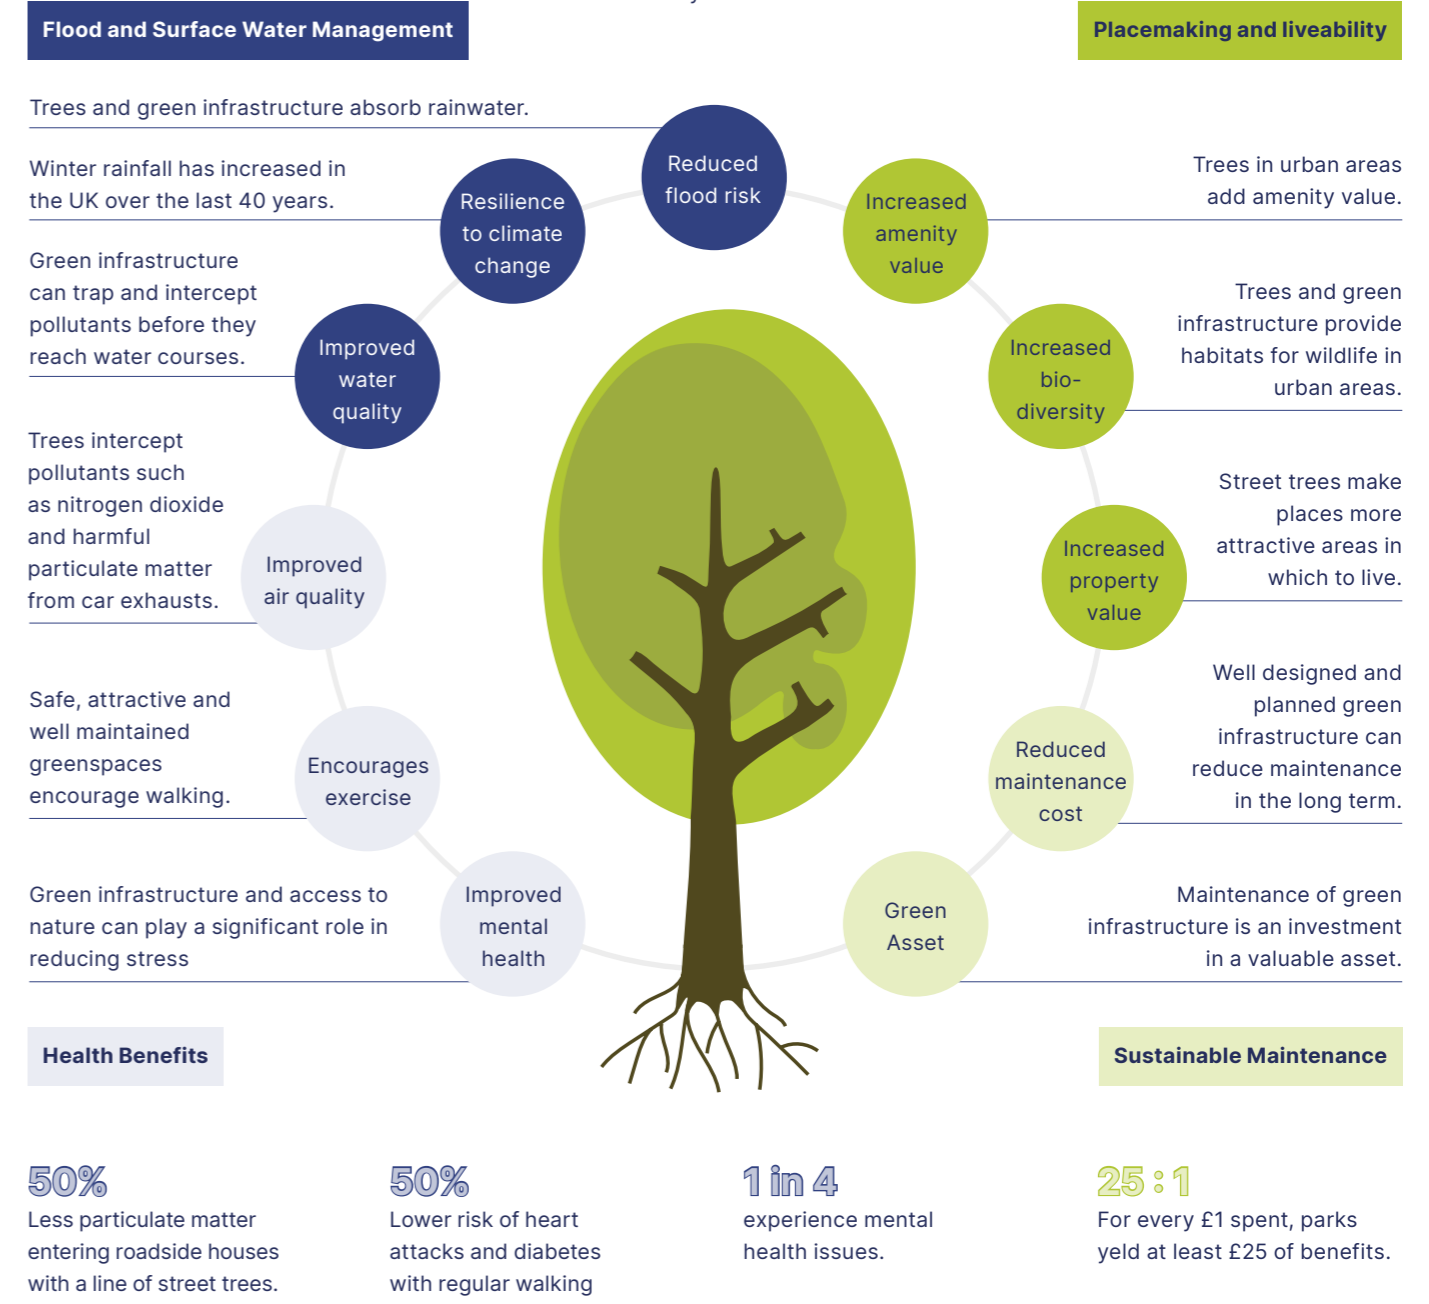 Flood and Surface Water Management
Placemaking and liveability
Trees and green infrastructure absorb rainwater.
Reduced
flood risk
Winter rainfall has increased in
the UK over the last 40 years.
Resilience
to climate
change
Green infrastructure
can trap and intercept
pollutants before they
reach water courses.
Improved
water
quality
Trees intercept
pollutants such
as nitrogen dioxide
and harmful
particulate matter
from car exhausts.
Improved
air quality
Safe, attractive and
well maintained
greenspaces
encourage walking.
Encourages
exercise
Green infrastructure and access to
nature can play a significant role in
reducing stress
Improved
mental
health
Health Benefits
Increased
amenity
value
Trees in urban areas
add amenity value.
Increased
bio-
diversity
Trees and green
infrastructure provide
habitats for wildlife in
urban areas.
Increased
property
value
Street trees make
places more
attractive areas in
which to live.
Reduced
maintenance
cost
Well designed and
planned green
infrastructure can
reduce maintenance
in the long term.
Green
Asset
Maintenance of green
infrastructure is an investment
in a valuable asset.
Sustainable Maintenance
50%
Less particulate matter
entering roadside houses
with a line of street trees.
50%
Lower risk of heart
attacks and diabetes
with regular walking
1 in 4
experience mental
health issues.
25 : 1
For every £1 spent, parks
yeld at least £25 of benefits.